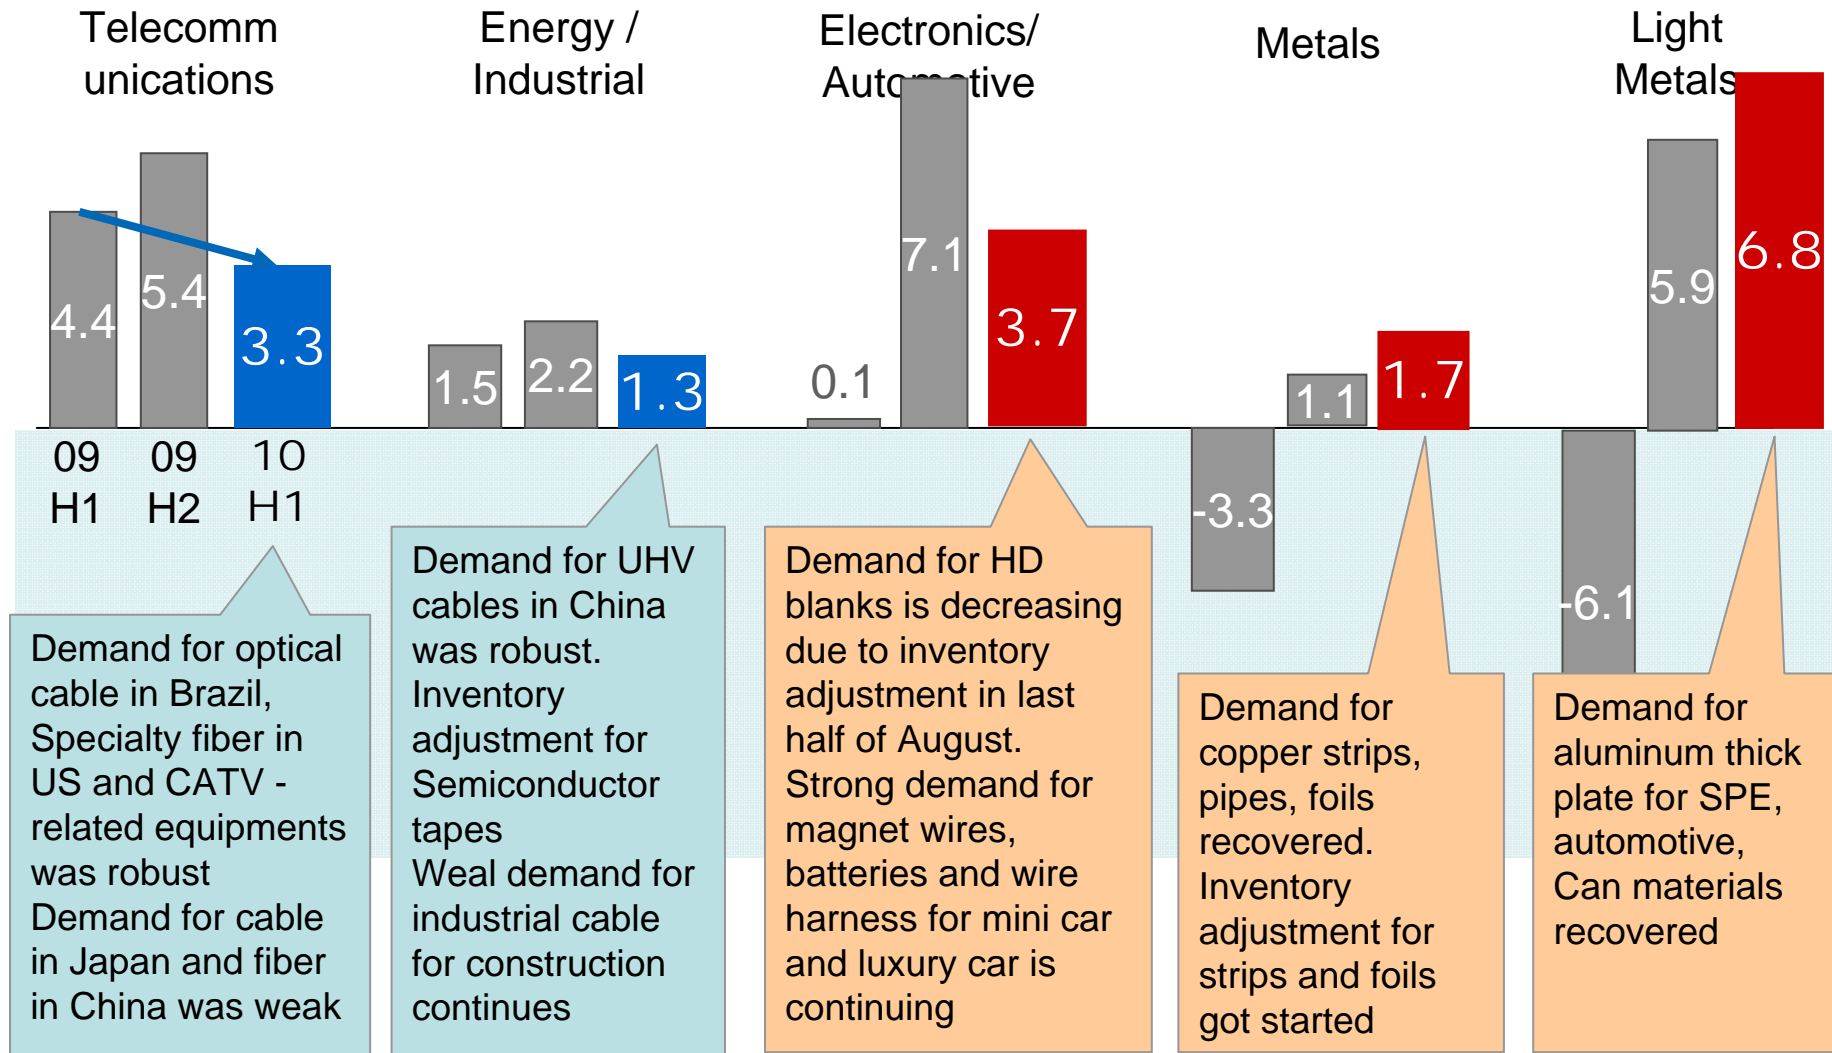 Telecomm
unications
Energy /
Industrial
Electronics/
Automotive
Metals
Light
Metals
4.4
5.4
3.3
1.5
2.2
1.3
0.1
7.1
3.7
-3.3
1.1
1.7
-6.1
5.9
6.8
09
H1
09
H2
10
H1
Demand for optical
cable in Brazil,
Specialty fiber in
US and CATV -
related equipments
was robust
Demand for cable
in Japan and fiber
in China was weak
Demand for UHV
cables in China
was robust.
Inventory
adjustment for
Semiconductor
tapes
Weal demand for
industrial cable
for construction
continues
Demand for HD
blanks is decreasing
due to inventory
adjustment in last
half of August.
Strong demand for
magnet wires,
batteries and wire
harness for mini car
and luxury car is
continuing
Demand for
copper strips,
pipes, foils
recovered.
Inventory
adjustment for
strips and foils
got started
Demand for
aluminum thick
plate for SPE,
automotive,
Can materials
recovered